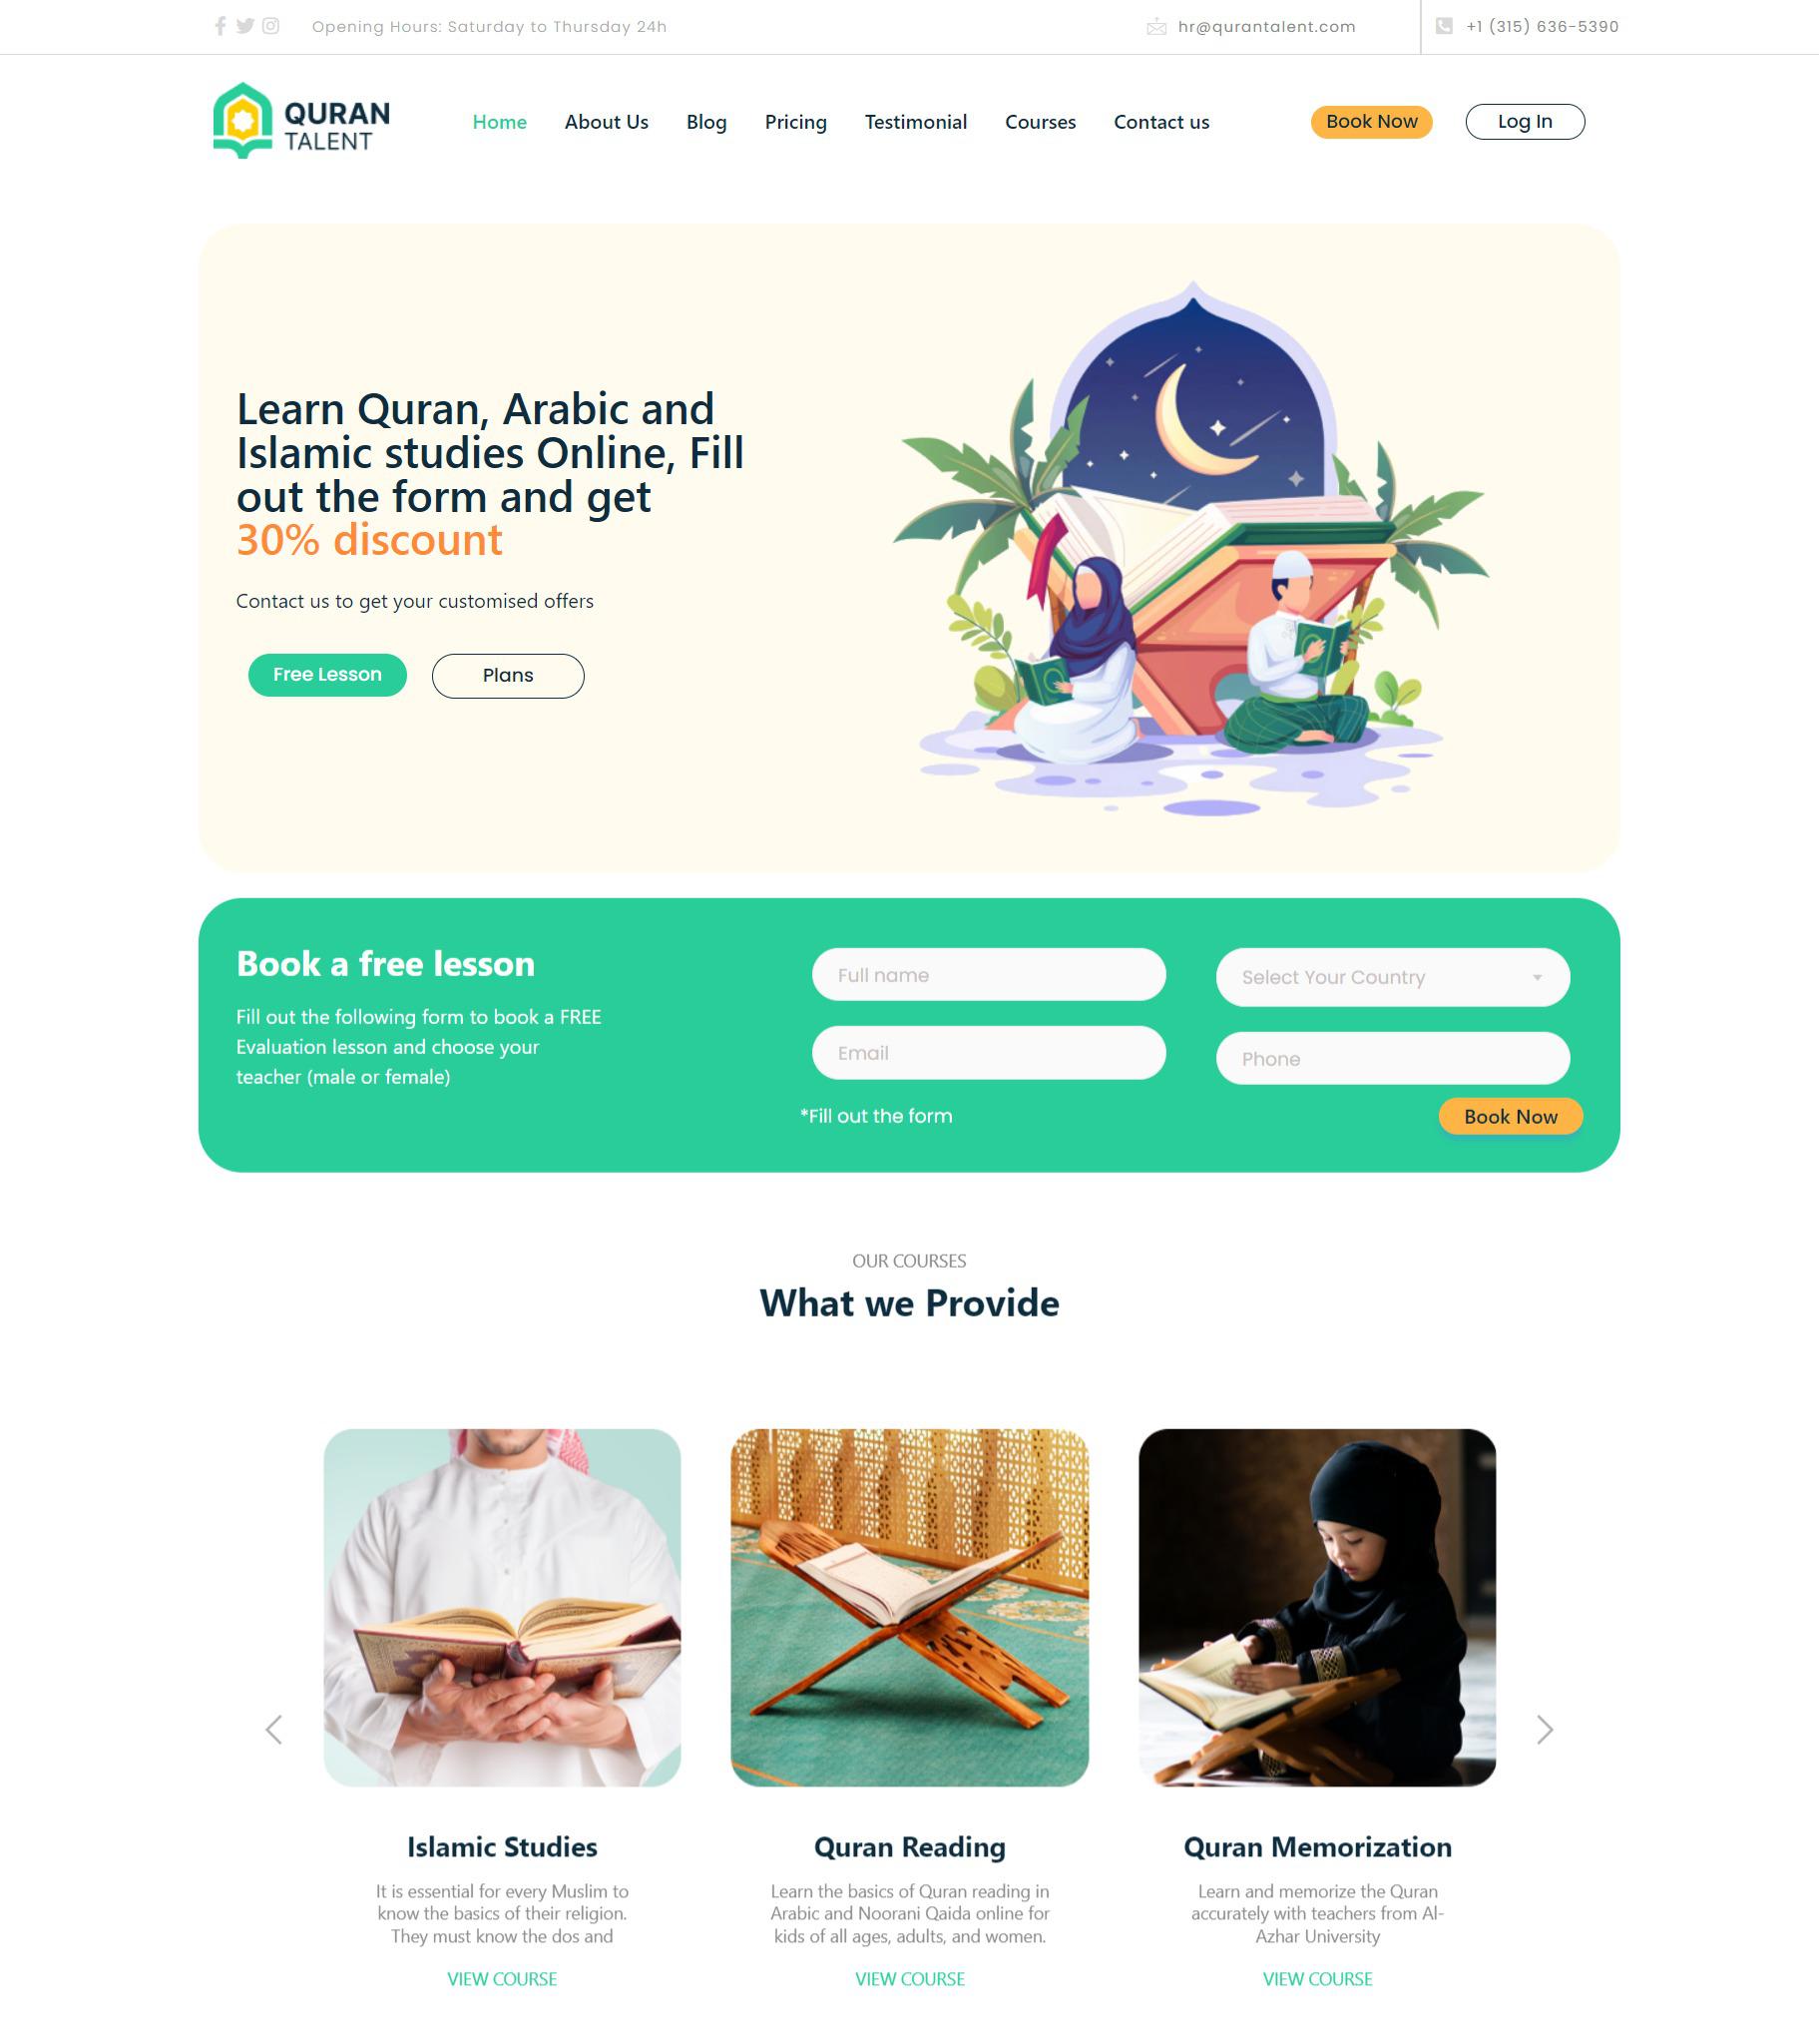 Opening Hours: Saturday to Thursday 24h
hr@qurantalent.com
+1 (315) 636-5390
QURAN
TALENT
Home
About Us
Blog
Pricing
Testimonial
Courses
Contact us
Book Now
Log In
Learn Quran, Arabic and
Islamic studies Online, Fill
out the form and get
30% discount
Contact us to get your customised offers
Free Lesson
Plans
Book a free lesson
Fill out the following form to book a FREE
Evaluation lesson and choose your
teacher (male or female)
Full name
Select Your Country
Email
Phone
*Fill out the form
Book Now
OUR COURSES
What we Provide
Islamic Studies
It is essential for every Muslim to
know the basics of their religion.
They must know the dos and
VIEW COURSE
Quran Reading
Learn the basics of Quran reading in
Arabic and Noorani Qaida online for
kids of all ages, adults, and women.
VIEW COURSE
Quran Memorization
Learn and memorize the Quran
accurately with teachers from Al-
Azhar University
VIEW COURSE